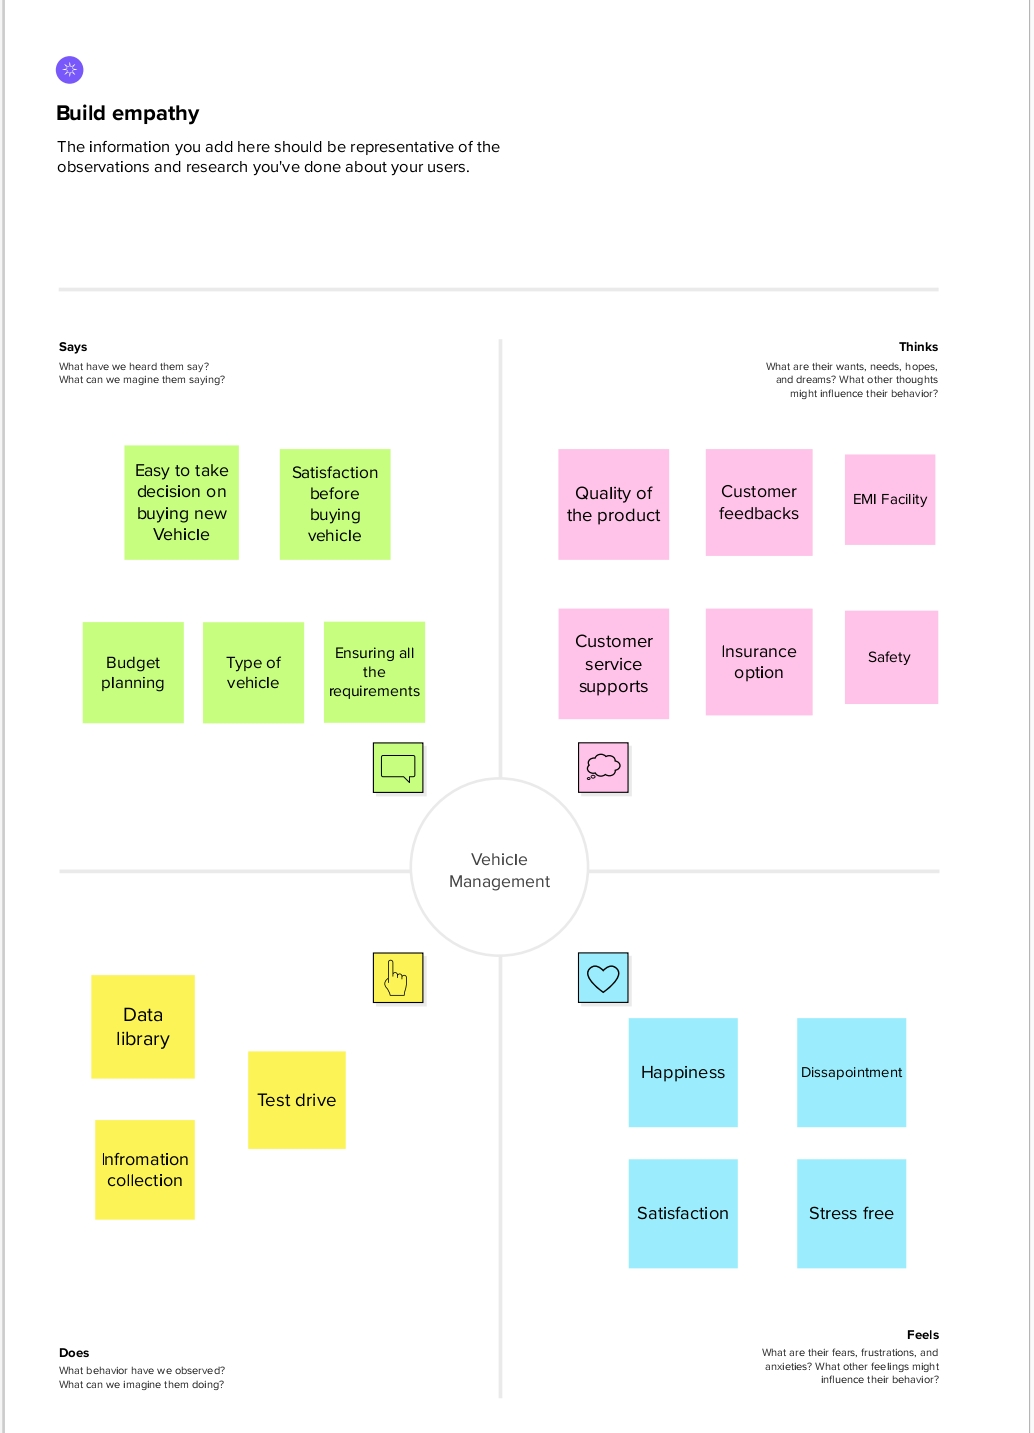 Build empathy
The information you add here should be representative of the
observations and research you've done about your users.
Says
What have we heard them say?
What can we magine them saying?
Thinks
What are their wants, needs, hopes,
and dreams? What other thoughts
might influence their behavior?
Easy to take
decision on
buying new
Vehicle
Satisfaction
before
buying
vehicle
Quality of
the product
Customer
feedbacks
EMI Facility
Budget
planning
Type of
vehicle
Ensuring all
the
requirements
Customer
service
supports
Insurance
option
Safety
Vehicle
Management
Data
library
Test drive
Infromation
collection
Happiness
Dissapointment
Satisfaction
Stress free
Does
What behavior have we observed?
What can we imagine them doing?
Feels
What are their fears, frustrations, and
anxieties? What other feelings might
influence their behavior?